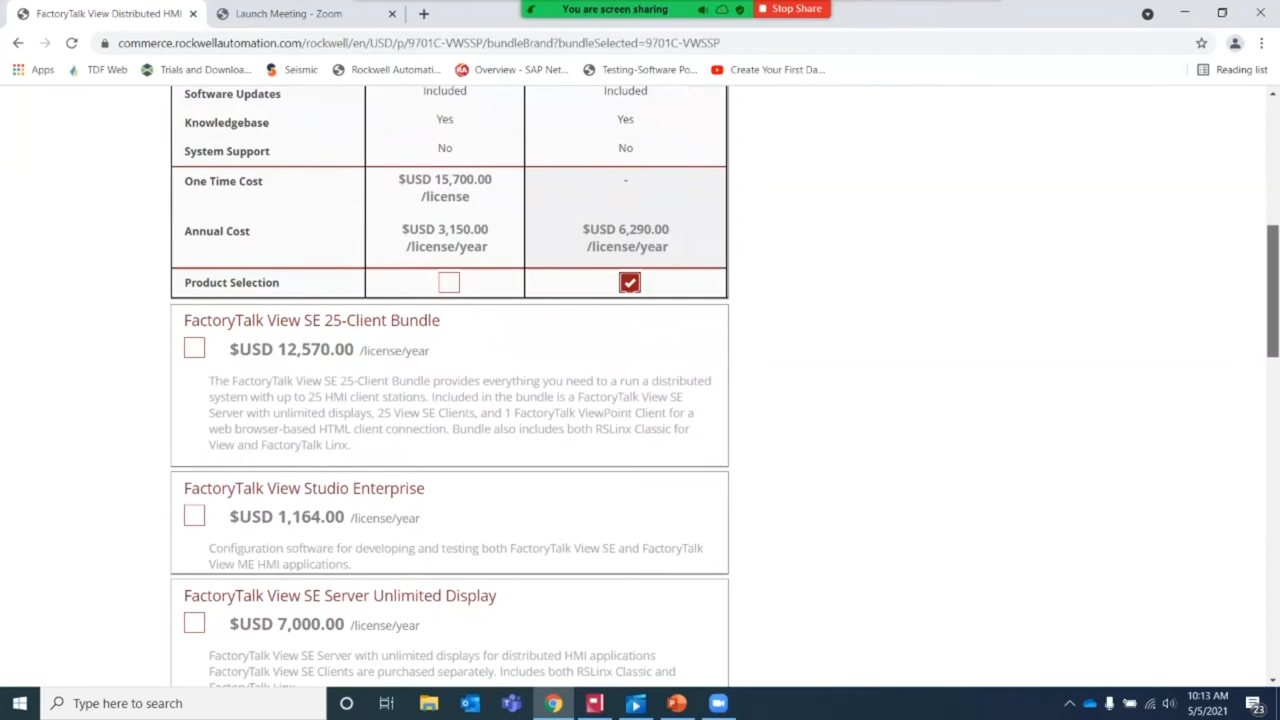 FactoryTalk View Distributed HMI
Launch Meeting - Zoom
You are screen sharing
Stop Share
commerce.rockwellautomation.com/rockwell/en/USD/p/9701C-VWSSP/bundleBrand?bundleSelected=9701C-VWSSP
Apps
TDF Web
Trials and Downloa...
Seismic
Rockwell Automati...
Overview - SAP Net...
Testing-Software Po...
Create Your First Da...
Reading list
Software Updates Included Included
Knowledgebase Yes Yes
System Support No No
One Time Cost $USD 15,700.00 -
/license
Annual Cost $USD 3,150.00 $USD 6,290.00
/license/year /license/year
Product Selection
FactoryTalk View SE 25-Client Bundle
$USD 12,570.00 /license/year
The FactoryTalk View SE 25-Client Bundle provides everything you need to a run a distributed
system with up to 25 HMI client stations. Included in the bundle is a FactoryTalk View SE
Server with unlimited displays, 25 View SE Clients, and 1 FactoryTalk ViewPoint Client for a
web browser-based HTML client connection. Bundle also includes both RSLinx Classic for
View and FactoryTalk Linx.
FactoryTalk View Studio Enterprise
$USD 1,164.00 /license/year
Configuration software for developing and testing both FactoryTalk View SE and FactoryTalk
View ME HMI applications.
FactoryTalk View SE Server Unlimited Display
$USD 7,000.00 /license/year
FactoryTalk View SE Server with unlimited displays for distributed HMI applications
FactoryTalk View SE Clients are purchased separately. Includes both RSLinx Classic and
Type here to search
10:13 AM
5/5/2021
23